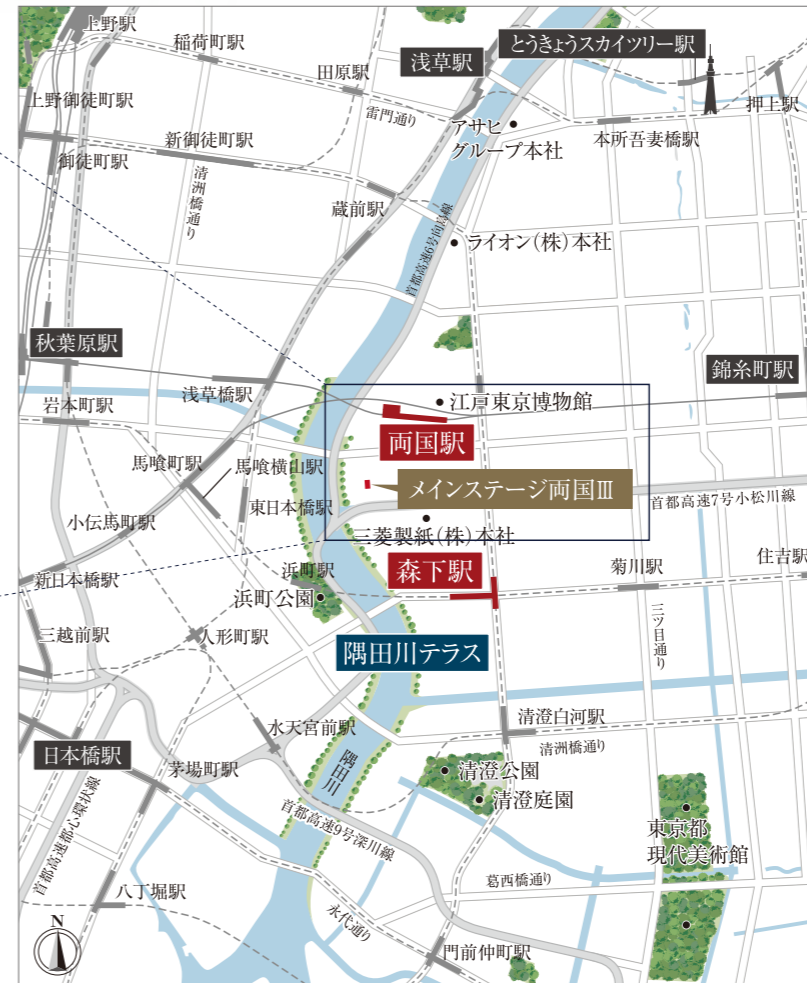 上野駅
稲荷町駅
とうきょうスカイツリー駅
浅草駅
田原駅
上野御徒町駅
雷門通り
押上駅
アサヒ
グループ本社
本所吾妻橋駅
新御徒町駅
御徒町駅
清洲橋通り
蔵前駅
ライオン(株)本社
首都高速6号向島線
秋葉原駅
錦糸町駅
浅草橋駅
江戸東京博物館
岩本町駅
両国駅
馬喰町駅
馬喰横山駅
メインステージ両国Ⅲ
首都高速7号小松川線
東日本橋駅
小伝馬町駅
三菱製紙(株)本社
新日本橋駅
浜町駅
森下駅
菊川駅
住吉駅
浜町公園
三越前駅
人形町駅
三ツ目通り
隅田川テラス
水天宮前駅
清澄白河駅
清洲橋通り
日本橋駅
茅場町駅
隅田川
清澄公園
清澄庭園
首都高速都心環状線
首都高速9号深川線
東京都
現代美術館
葛西橋通り
八丁堀駅
永代通り
門前仲町駅
N